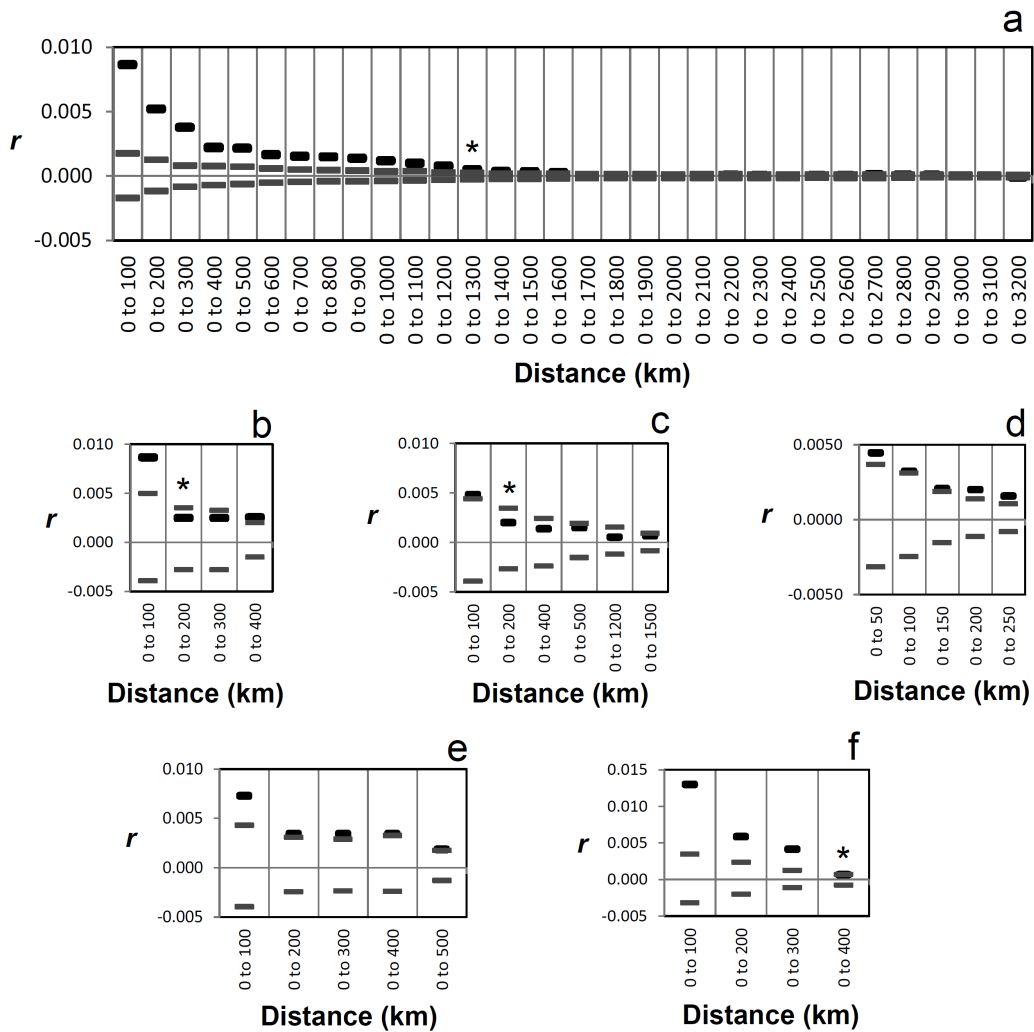 a
0.010
0.005
r
*
0.000
-0.005
0 to 100
0 to 200
0 to 300
0 to 400
0 to 500
0 to 600
0 to 700
0 to 800
0 to 900
0 to 1000
0 to 1100
0 to 1200
0 to 1300
0 to 1400
0 to 1500
0 to 1600
0 to 1700
0 to 1800
0 to 1900
0 to 2000
0 to 2100
0 to 2200
0 to 2300
0 to 2400
0 to 2500
0 to 2600
0 to 2700
0 to 2800
0 to 2900
0 to 3000
0 to 3100
0 to 3200
Distance (km)
b
0.010
0.005
*
r
0.000
-0.005
0 to 100
0 to 200
0 to 300
0 to 400
Distance (km)
c
0.010
0.005
*
r
0.000
-0.005
0 to 100
0 to 200
0 to 400
0 to 500
0 to 1200
0 to 1500
Distance (km)
d
0.0050
r
0.0000
-0.0050
0 to 50
0 to 100
0 to 150
0 to 200
0 to 250
Distance (km)
e
0.010
0.005
r
0.000
-0.005
0 to 100
0 to 200
0 to 300
0 to 400
0 to 500
Distance (km)
f
0.015
0.010
r
0.005
*
0.000
-0.005
0 to 100
0 to 200
0 to 300
0 to 400
Distance (km)